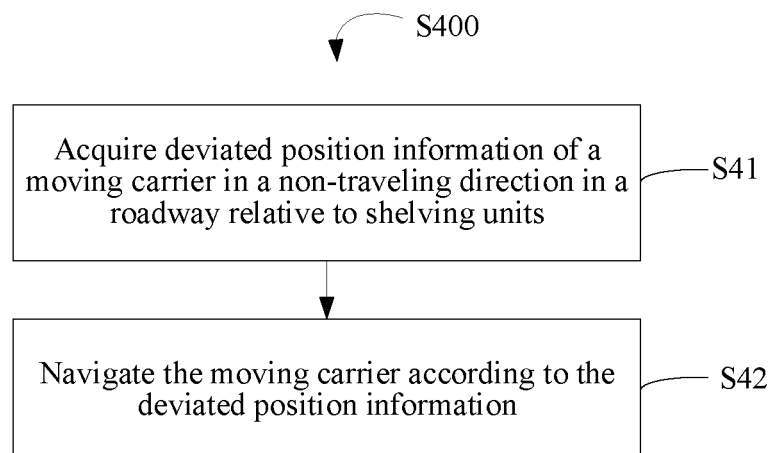 S400
Acquire deviated position information of a
moving carrier in a non-traveling direction in a
roadway relative to shelving units
S41
Navigate the moving carrier according to the
deviated position information
S42